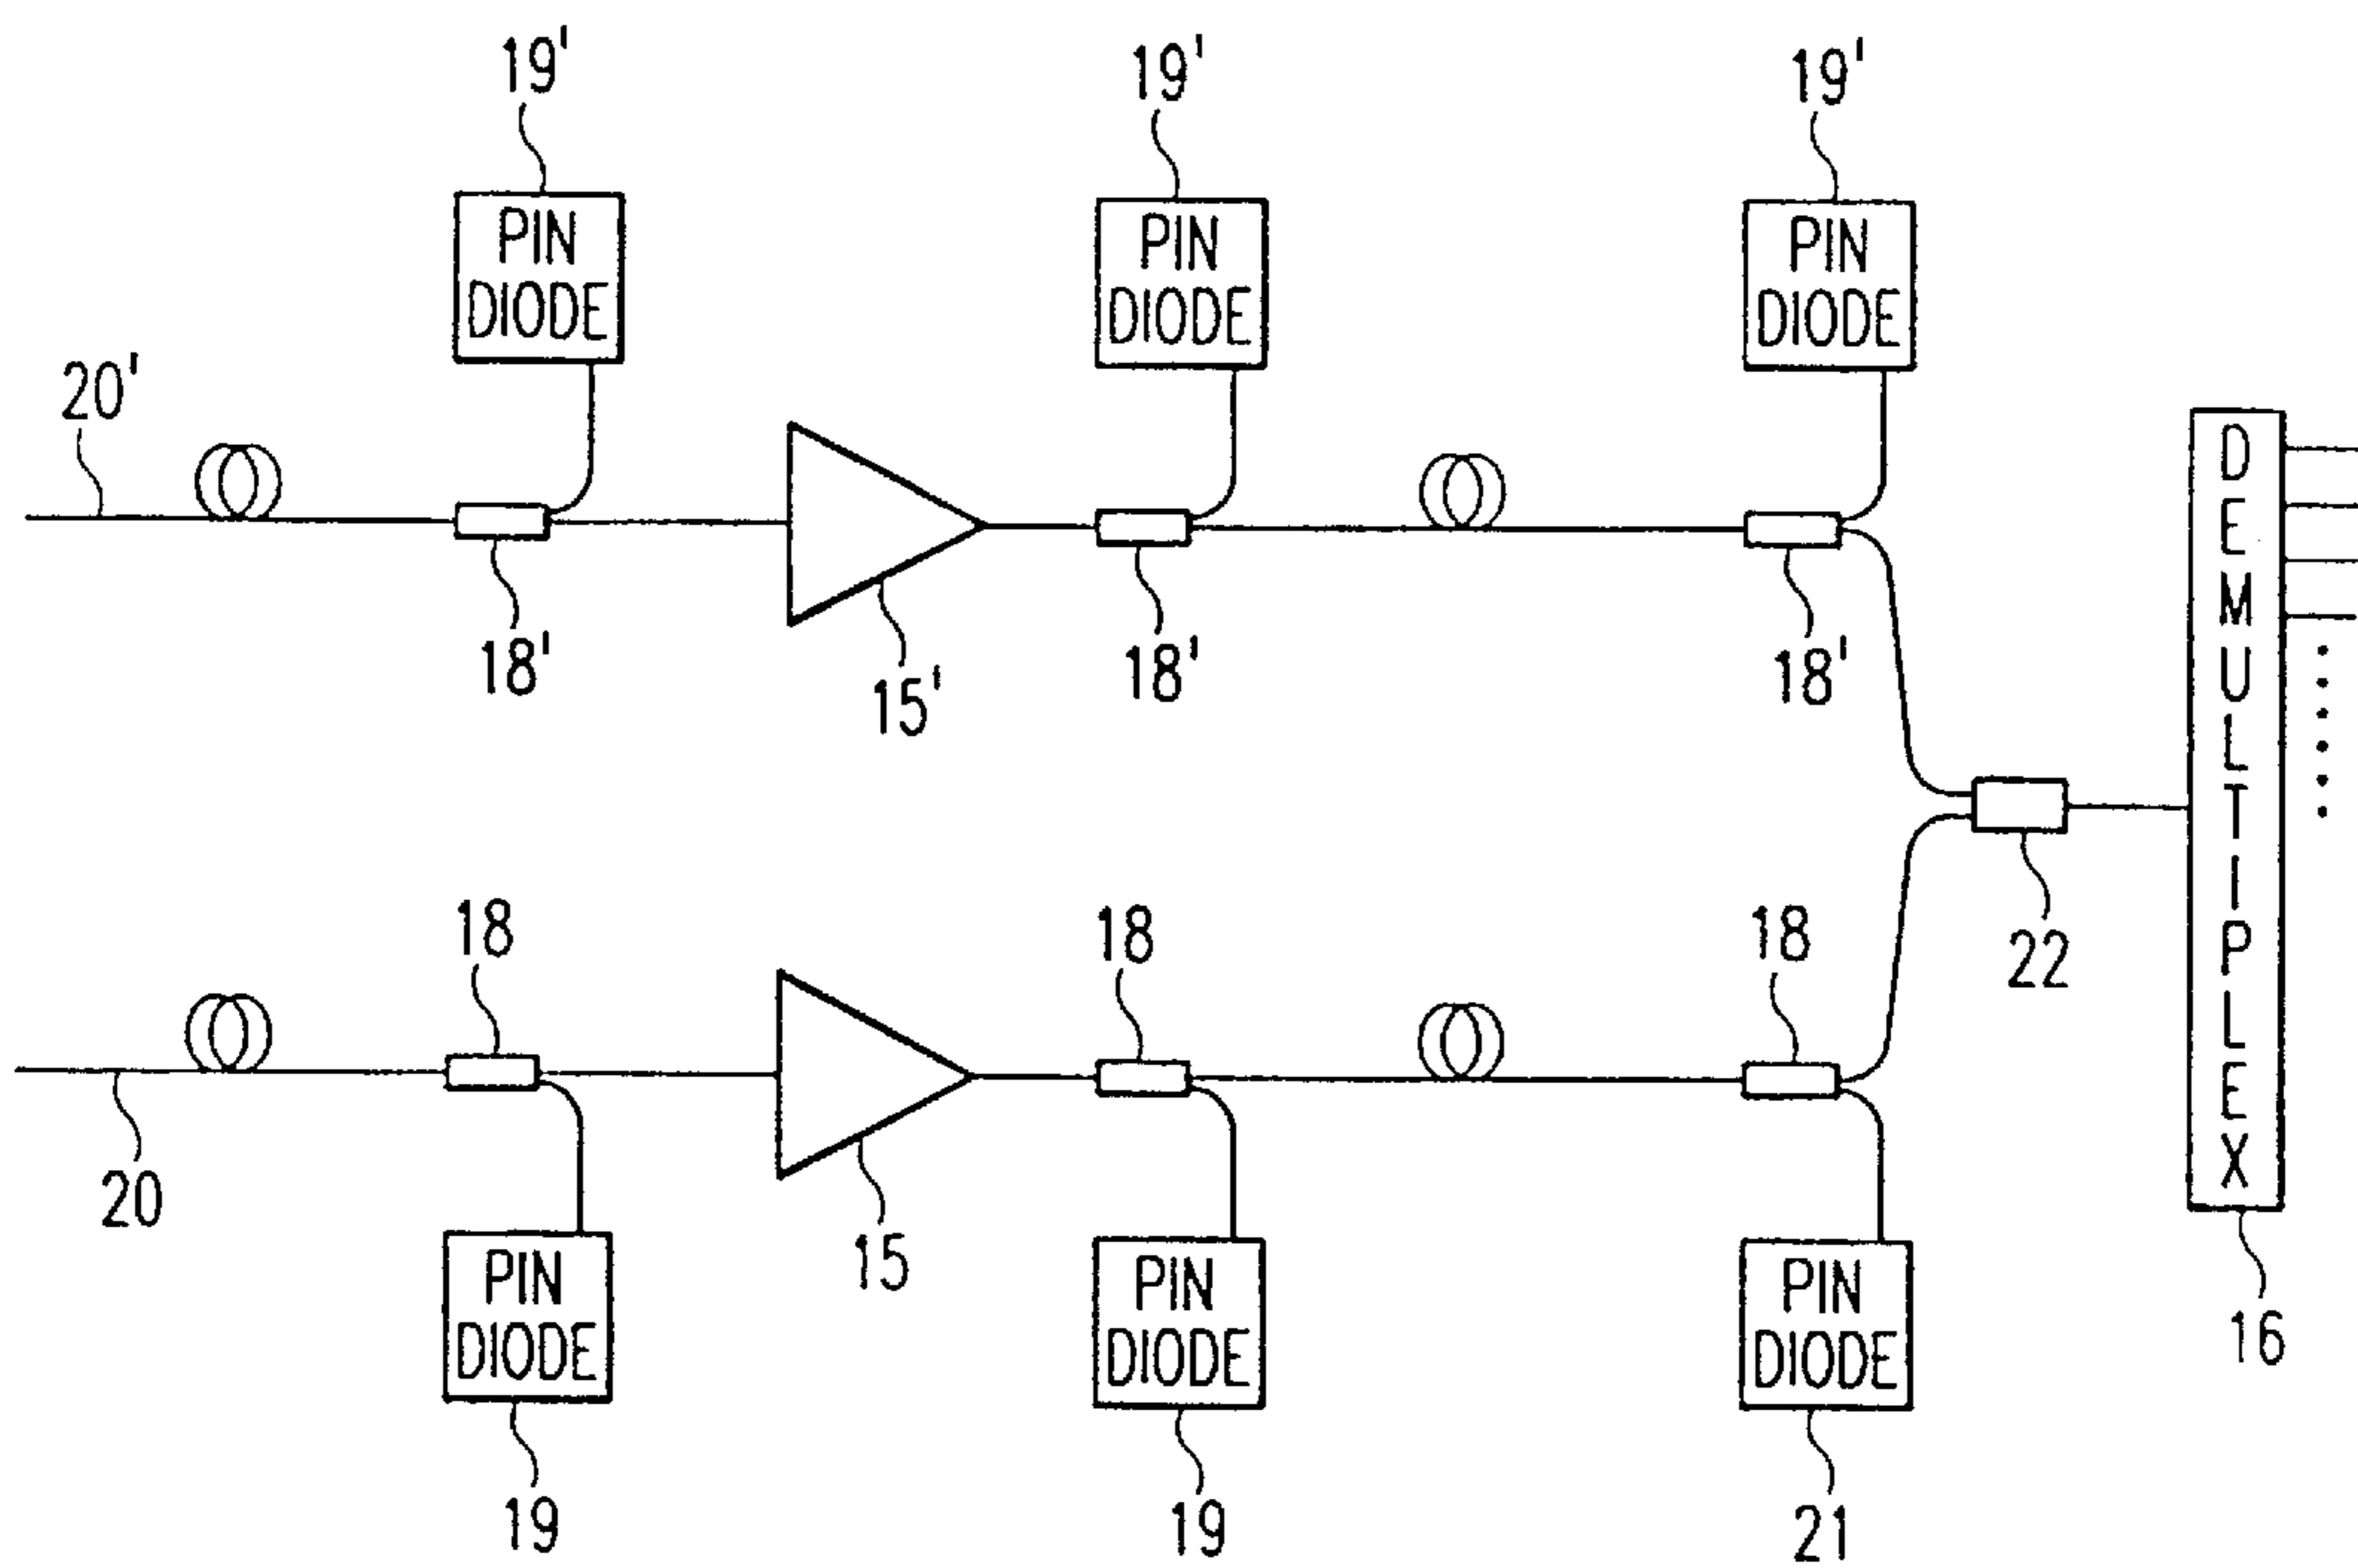 19' 19' 19'
PIN DIODE
PIN DIODE
PIN DIODE
20'
18' 15' 18' 18'
DEMULTIPLEX
22
18 18 18
20 15
PIN DIODE
PIN DIODE
PIN DIODE
16
19 19 21